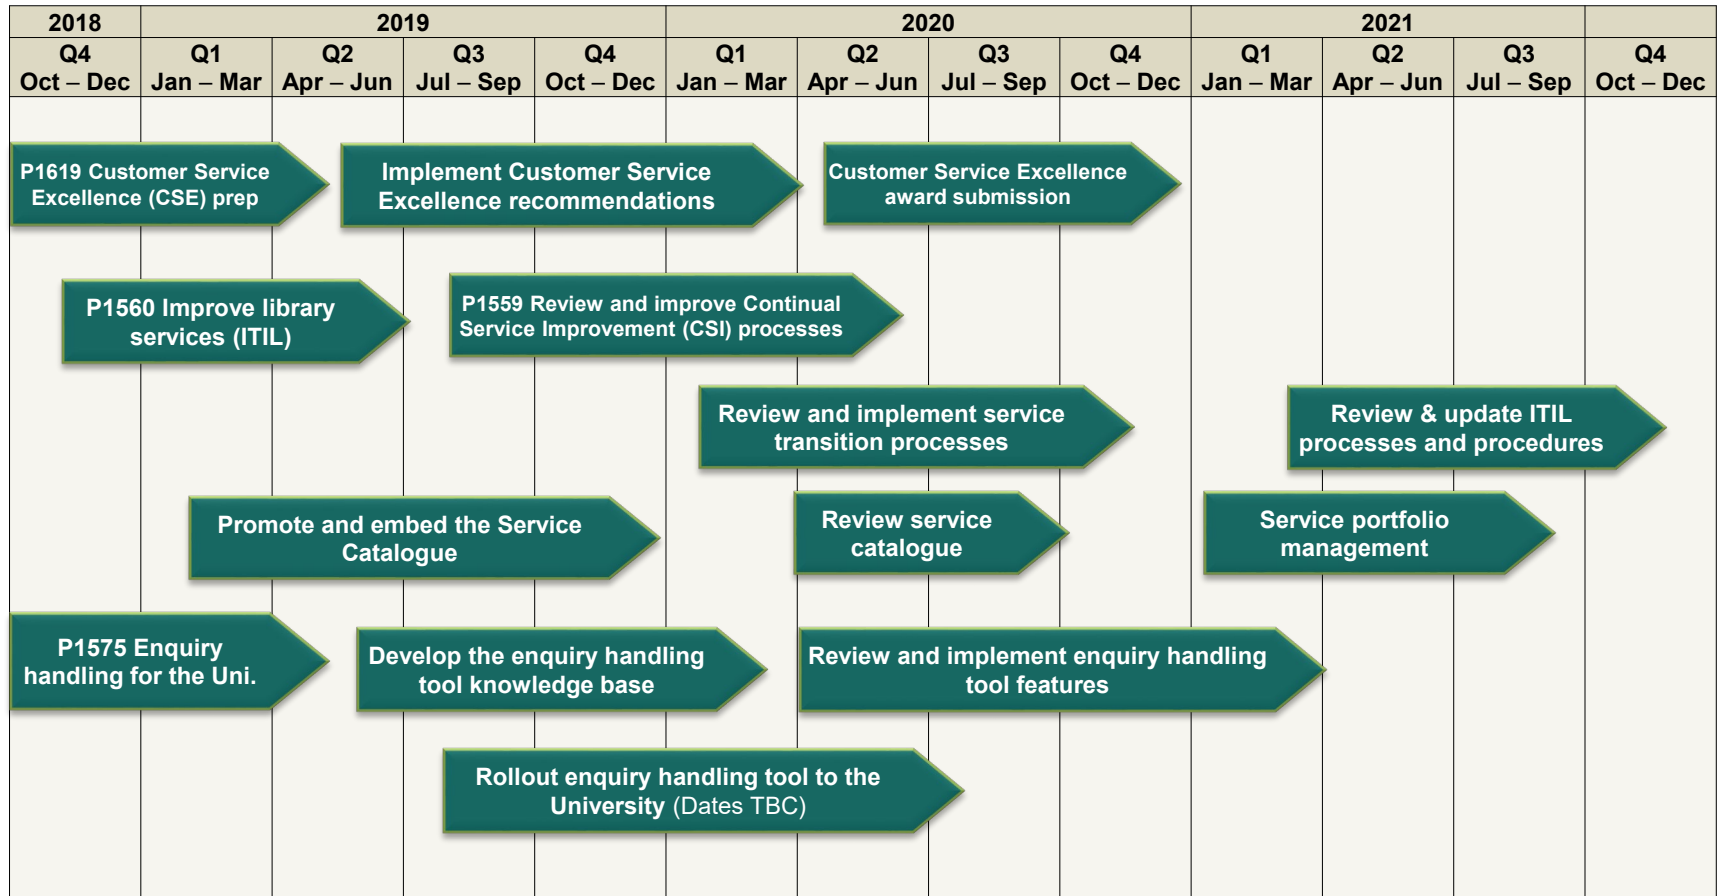 2018 2019 2020 2021
Q4 Q1 Q2 Q3 Q4 Q1 Q2 Q3 Q4 Q1 Q2 Q3 Q4
Oct – Dec Jan – Mar Apr – Jun Jul – Sep Oct – Dec Jan – Mar Apr – Jun Jul – Sep Oct – Dec Jan – Mar Apr – Jun Jul – Sep Oct – Dec
P1619 Customer Service
Excellence (CSE) prep
Implement Customer Service
Excellence recommendations
Customer Service Excellence
award submission
P1560 Improve library
services (ITIL)
P1559 Review and improve Continual
Service Improvement (CSI) processes
Review and implement service
transition processes
Review & update ITIL
processes and procedures
Promote and embed the Service
Catalogue
Review service
catalogue
Service portfolio
management
P1575 Enquiry
handling for the Uni.
Develop the enquiry handling
tool knowledge base
Review and implement enquiry handling
tool features
Rollout enquiry handling tool to the
University (Dates TBC)